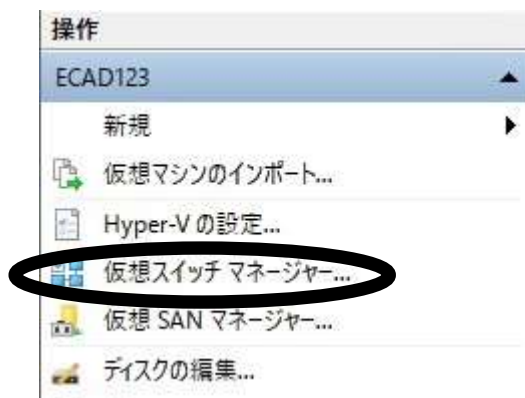 操作
ECAD123
新規
仮想マシンのインポート...
Hyper-V の設定...
仮想スイッチ マネージャー...
仮想 SAN マネージャー...
ディスクの編集...